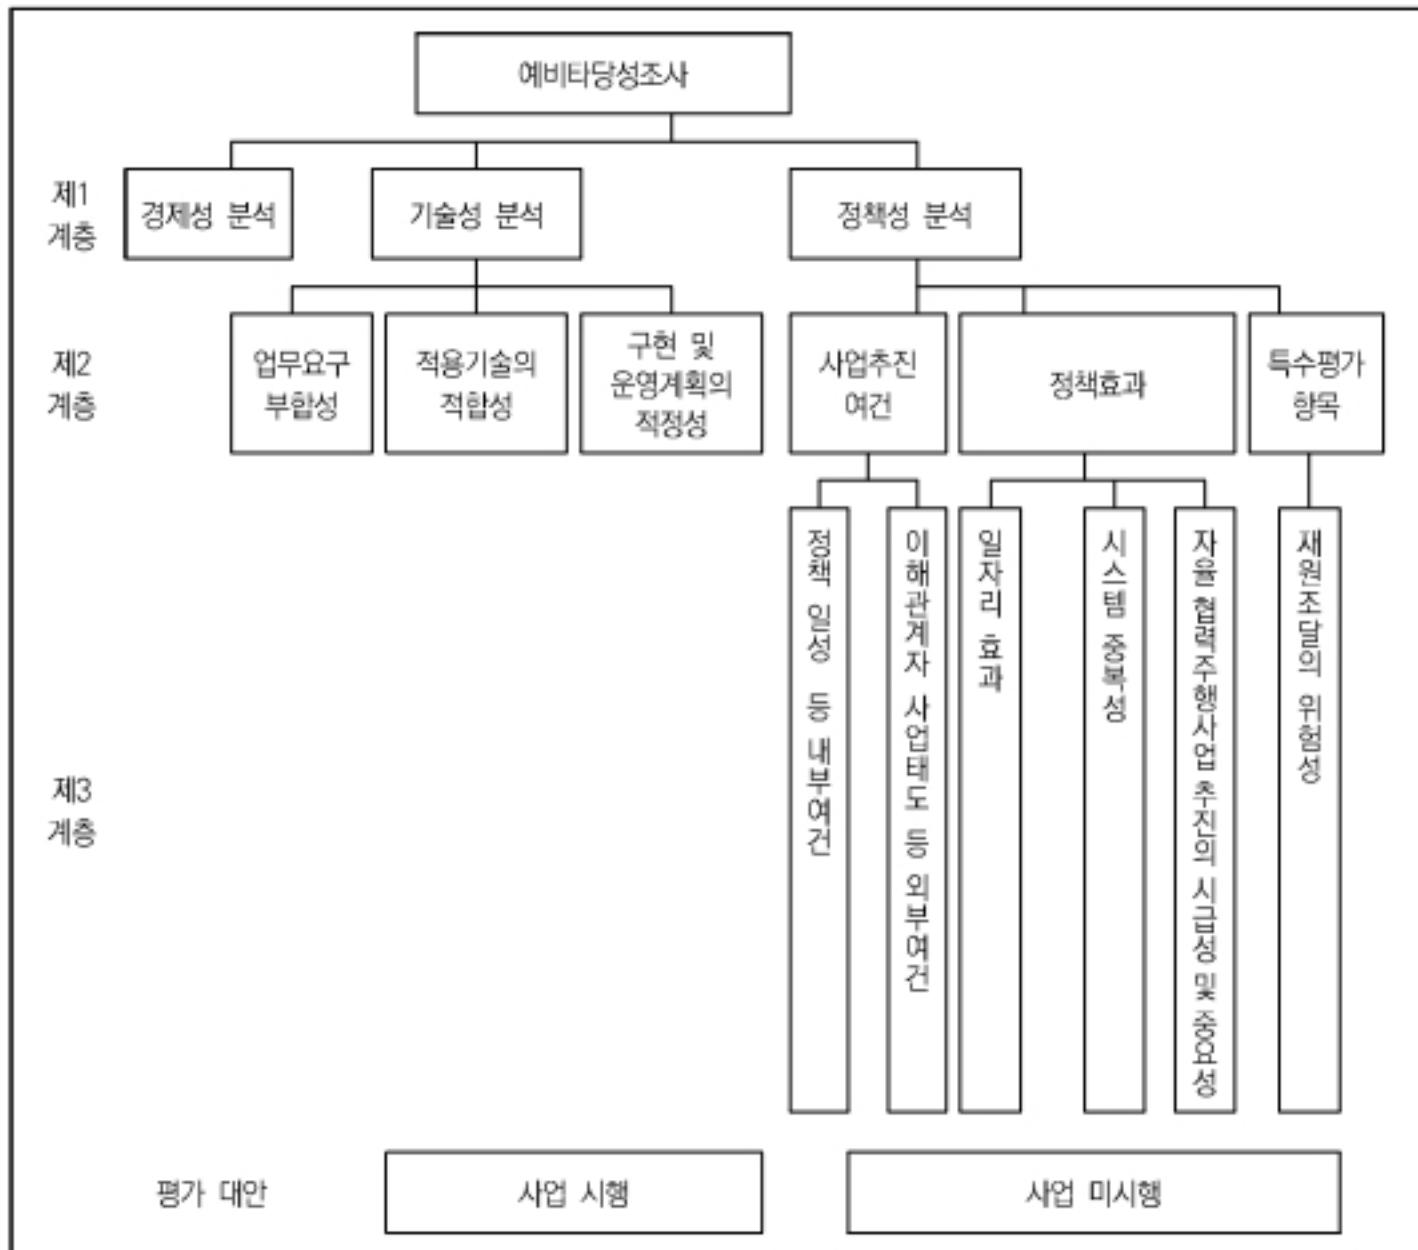 예비타당성조사
제1
계층
경제성 분석
기술성 분석
정책성 분석
제2
계층
업무요구
부합성
적용기술의
적합성
구현 및
운영계획의
적정성
사업추진
여건
정책효과
특수평가
항목
제3
계층
정책 일성 등 내부여건
이해관계자 사업태도 등 외부여건
일자리 효과
시스템 중복성
자율협력주행사업 추진의 시급성 및 중요성
재원조달의 위험성
평가 대안
사업 시행
사업 미시행